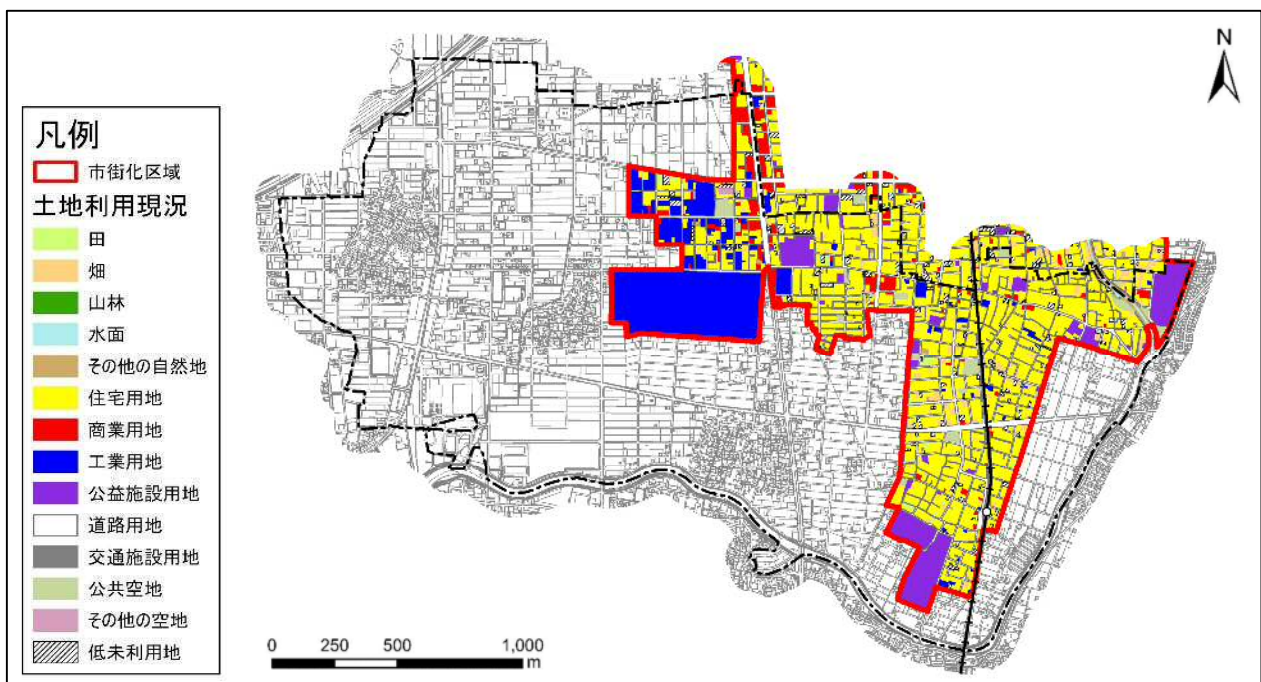 N
凡例
市街化区域
土地利用現況
田
畑
山林
水面
その他の自然地
住宅用地
商業用地
工業用地
公益施設用地
道路用地
交通施設用地
公共空地
その他の空地
低未利用地
0 250 500 1,000
m